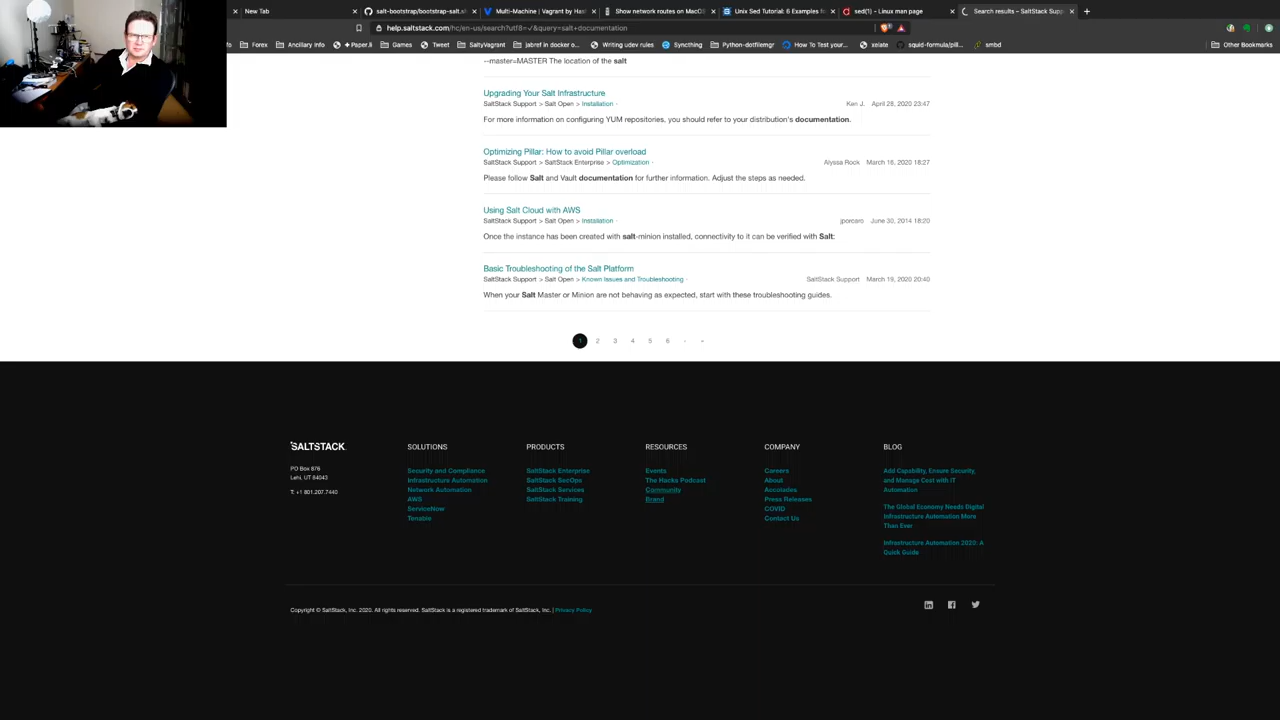 New Tab
salt-bootstrap/bootstrap-salt.sh
Multi-Machine | Vagrant by Hash
Show network routes on MacOS
Unix Sed Tutorial: 6 Examples for
sed(1) - Linux man page
Search results – SaltStack Supp
help.saltstack.com/hc/en-us/search?utf8=✓&query=salt+documentation
fo
Forex
Ancillary Info
+ Paper.li
Games
Tweet
SaltyVagrant
jabref in docker o...
Writing udev rules
Syncthing
Python-dotfilemgr
How To Test your...
xelate
squid-formula/pill...
smbd
Other Bookmarks
--master=MASTER The location of the salt
Upgrading Your Salt Infrastructure
SaltStack Support > Salt Open > Installation · Ken J. April 28, 2020 23:47
For more information on configuring YUM repositories, you should refer to your distribution's documentation.
Optimizing Pillar: How to avoid Pillar overload
SaltStack Support > SaltStack Enterprise > Optimization · Alyssa Rock March 16, 2020 18:27
Please follow Salt and Vault documentation for further information. Adjust the steps as needed.
Using Salt Cloud with AWS
SaltStack Support > Salt Open > Installation · jporcaro June 30, 2014 18:20
Once the instance has been created with salt-minion installed, connectivity to it can be verified with Salt:
Basic Troubleshooting of the Salt Platform
SaltStack Support > Salt Open > Known Issues and Troubleshooting · SaltStack Support March 19, 2020 20:40
When your Salt Master or Minion are not behaving as expected, start with these troubleshooting guides.
1 2 3 4 5 6 › »
SALTSTACK
PO Box 676
Lehi, UT 84043
T: +1 801.207.7440
SOLUTIONS
Security and Compliance
Infrastructure Automation
Network Automation
AWS
ServiceNow
Tenable
PRODUCTS
SaltStack Enterprise
SaltStack SecOps
SaltStack Services
SaltStack Training
RESOURCES
Events
The Hacks Podcast
Community
Brand
COMPANY
Careers
About
Accolades
Press Releases
COVID
Contact Us
BLOG
Add Capability, Ensure Security,
and Manage Cost with IT
Automation
The Global Economy Needs Digital
Infrastructure Automation More
Than Ever
Infrastructure Automation 2020: A
Quick Guide
Copyright © SaltStack, Inc. 2020. All rights reserved. SaltStack is a registered trademark of SaltStack, Inc. | Privacy Policy